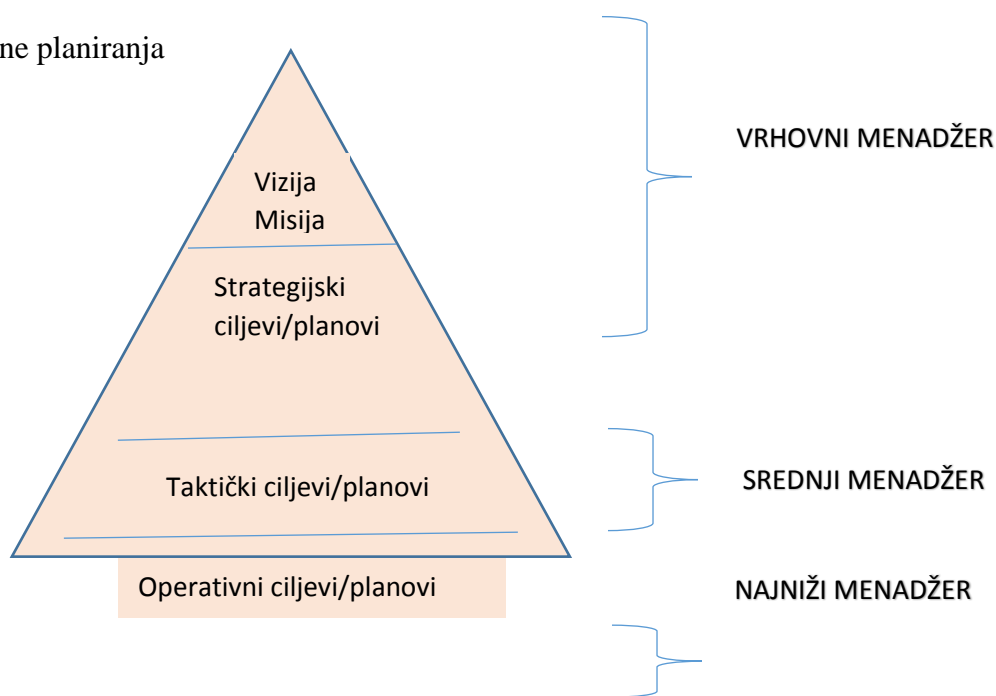 ne planiranja
VRHOVNI MENADŽER
Vizija
Misija
Strategijski
ciljevi/planovi
Taktički ciljevi/planovi
SREDNJI MENADŽER
Operativni ciljevi/planovi
NAJNIŽI MENADŽER